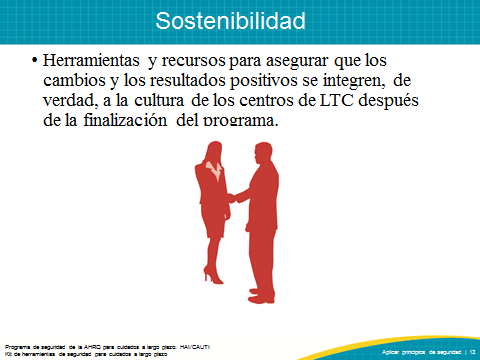 Sostenibilidad
• Herramientas y recursos para asegurar que los
cambios y los resultados positivos se integren, de
verdad, a la cultura de los centros de LTC después
de la finalización del programa.
Programa de seguridad de la AHRQ para cuidados a largo plazo: HAI/CAUTI
Kit de herramientas de seguridad para cuidados a largo plazo
Aplicar principios de seguridad | 13